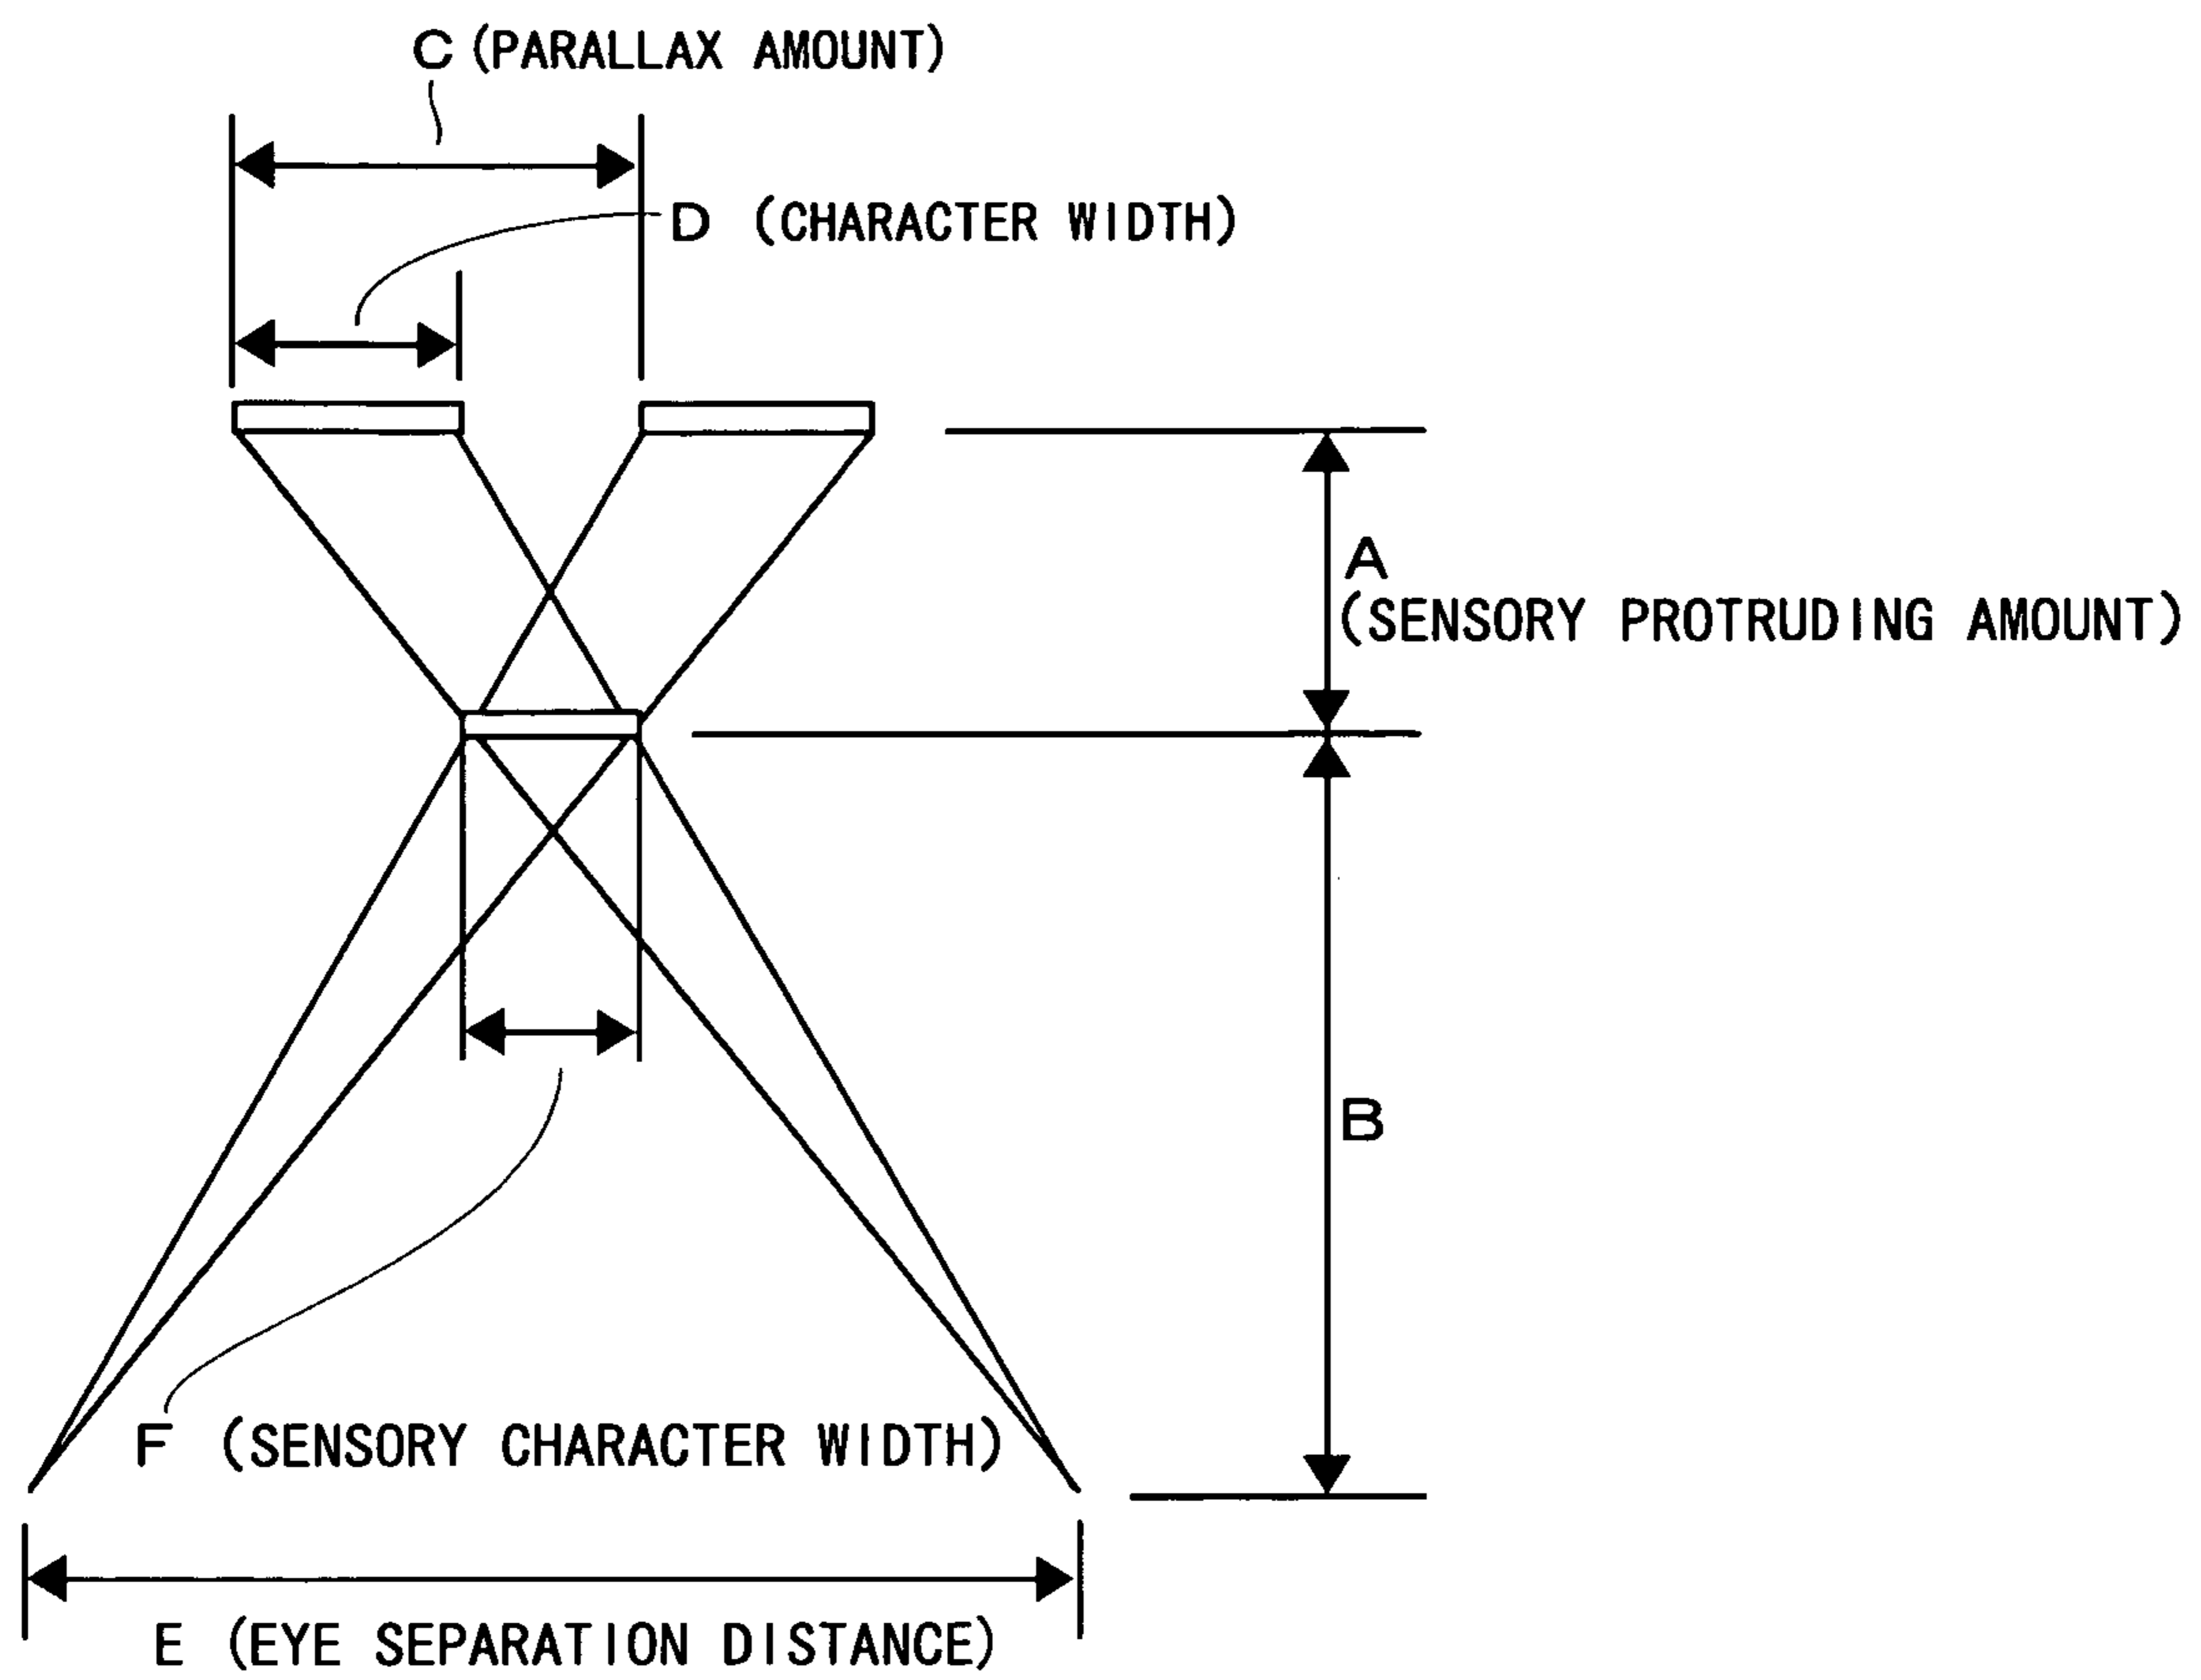 C (PARALLAX AMOUNT)
D (CHARACTER WIDTH)
A
(SENSORY PROTRUDING AMOUNT)
B
F (SENSORY CHARACTER WIDTH)
E (EYE SEPARATION DISTANCE)